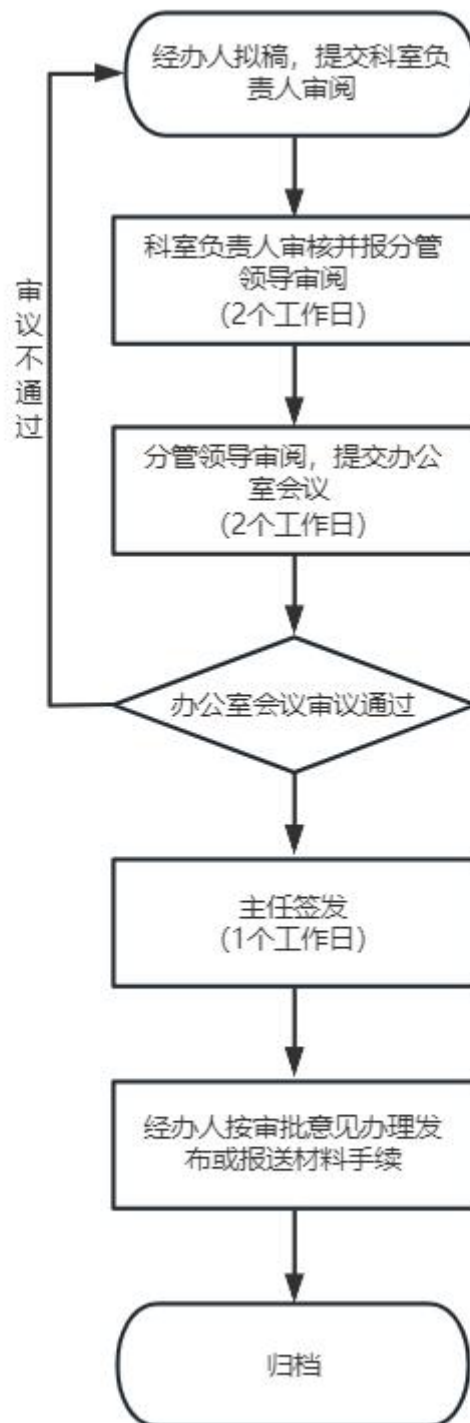 经办人拟稿，提交科室负
责人审阅
科室负责人审核并报分管
领导审阅
（2个工作日）
审议不通过
分管领导审阅，提交办公
室会议
（2个工作日）
办公室会议审议通过
主任签发
（1个工作日）
经办人按审批意见办理发
布或报送材料手续
归档